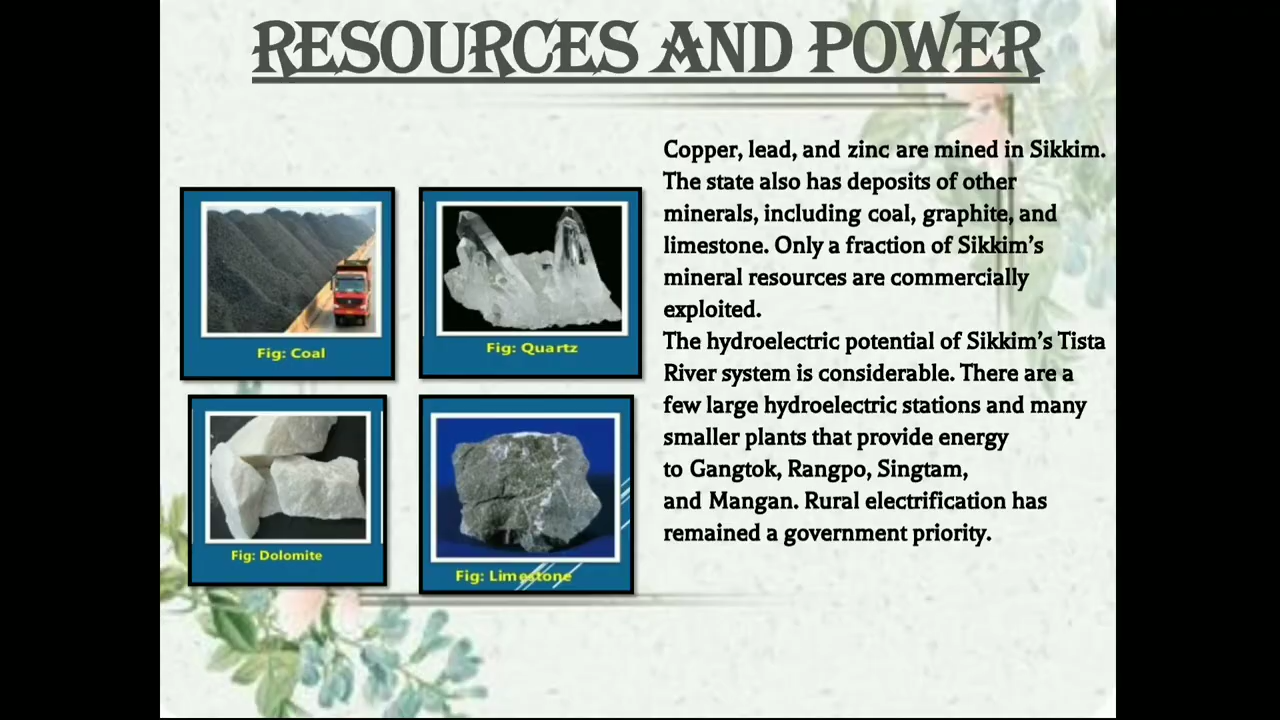 RESOURCES AND POWER
Fig: Coal
Fig: Quartz
Fig: Dolomite
Fig: Limestone
Copper, lead, and zinc are mined in Sikkim.
The state also has deposits of other
minerals, including coal, graphite, and
limestone. Only a fraction of Sikkim’s
mineral resources are commercially
exploited.
The hydroelectric potential of Sikkim’s Tista
River system is considerable. There are a
few large hydroelectric stations and many
smaller plants that provide energy
to Gangtok, Rangpo, Singtam,
and Mangan. Rural electrification has
remained a government priority.